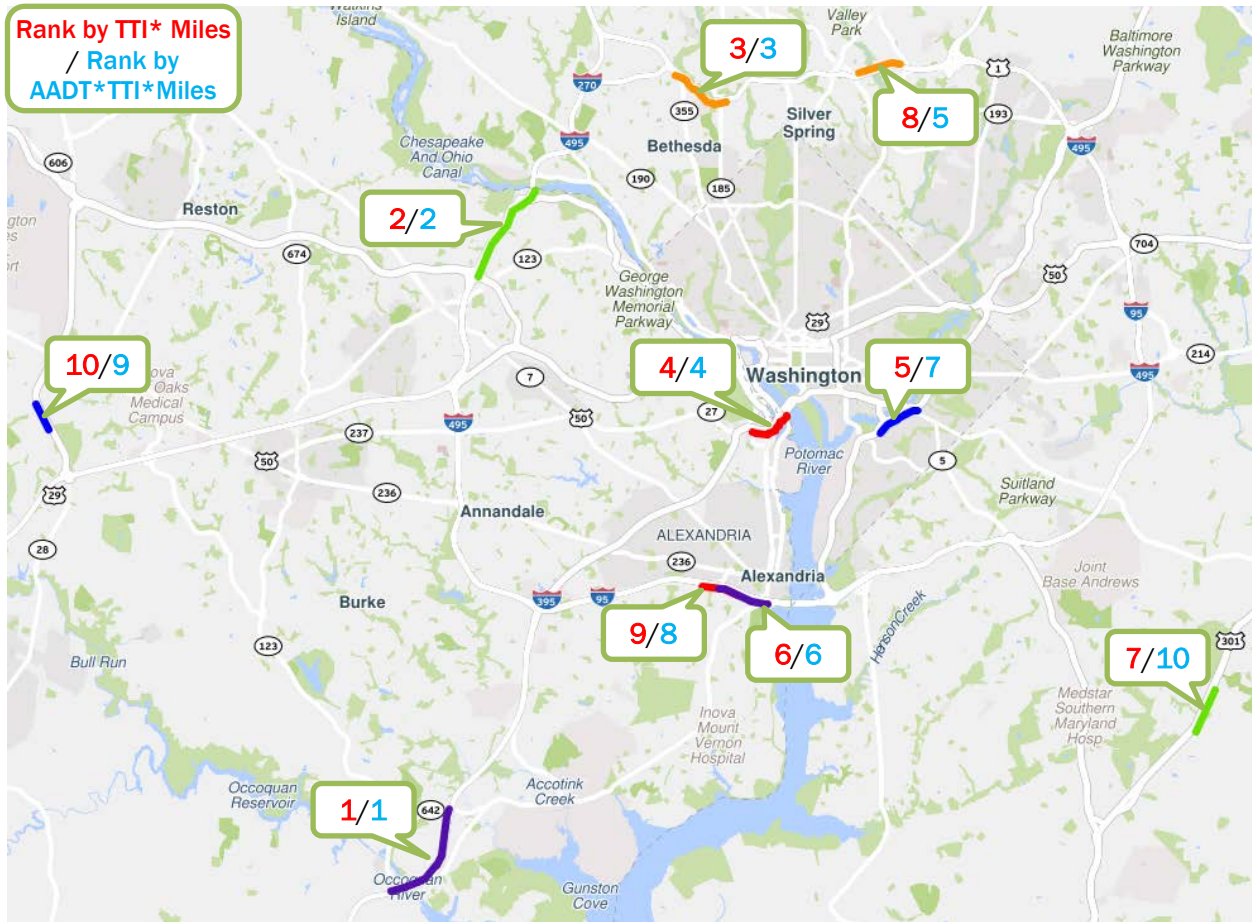 Rank by TTI* Miles
/ Rank by
AADT*TTI*Miles
Watkins
Island
Valley
Park
3/3
Baltimore
Washington
Parkway
1
270
355
8/5
Silver
Spring
193
Chesapeake
And Ohio
Canal
495
Bethesda
495
606
190
185
Reston
2/2
674
123
704
50
George
Washington
Memorial
Parkway
95
29
10/9
4/4
Washington
5/7
214
495
Oaks
Medical
Campus
7
27
50
495
237
50
Potomac
River
5
Suitland
Parkway
29
236
Annandale
ALEXANDRIA
28
236
Alexandria
Joint
Base Andrews
395
95
Burke
9/8
6/6
Henson Creek
123
7/10
301
Bull Run
Medstar
Southern
Maryland
Hosp
Inova
Mount
Vernon
Hospital
Occoquan
Reservoir
Accotink
Creek
1/1
642
Occoquan
River
Gunston
Cove